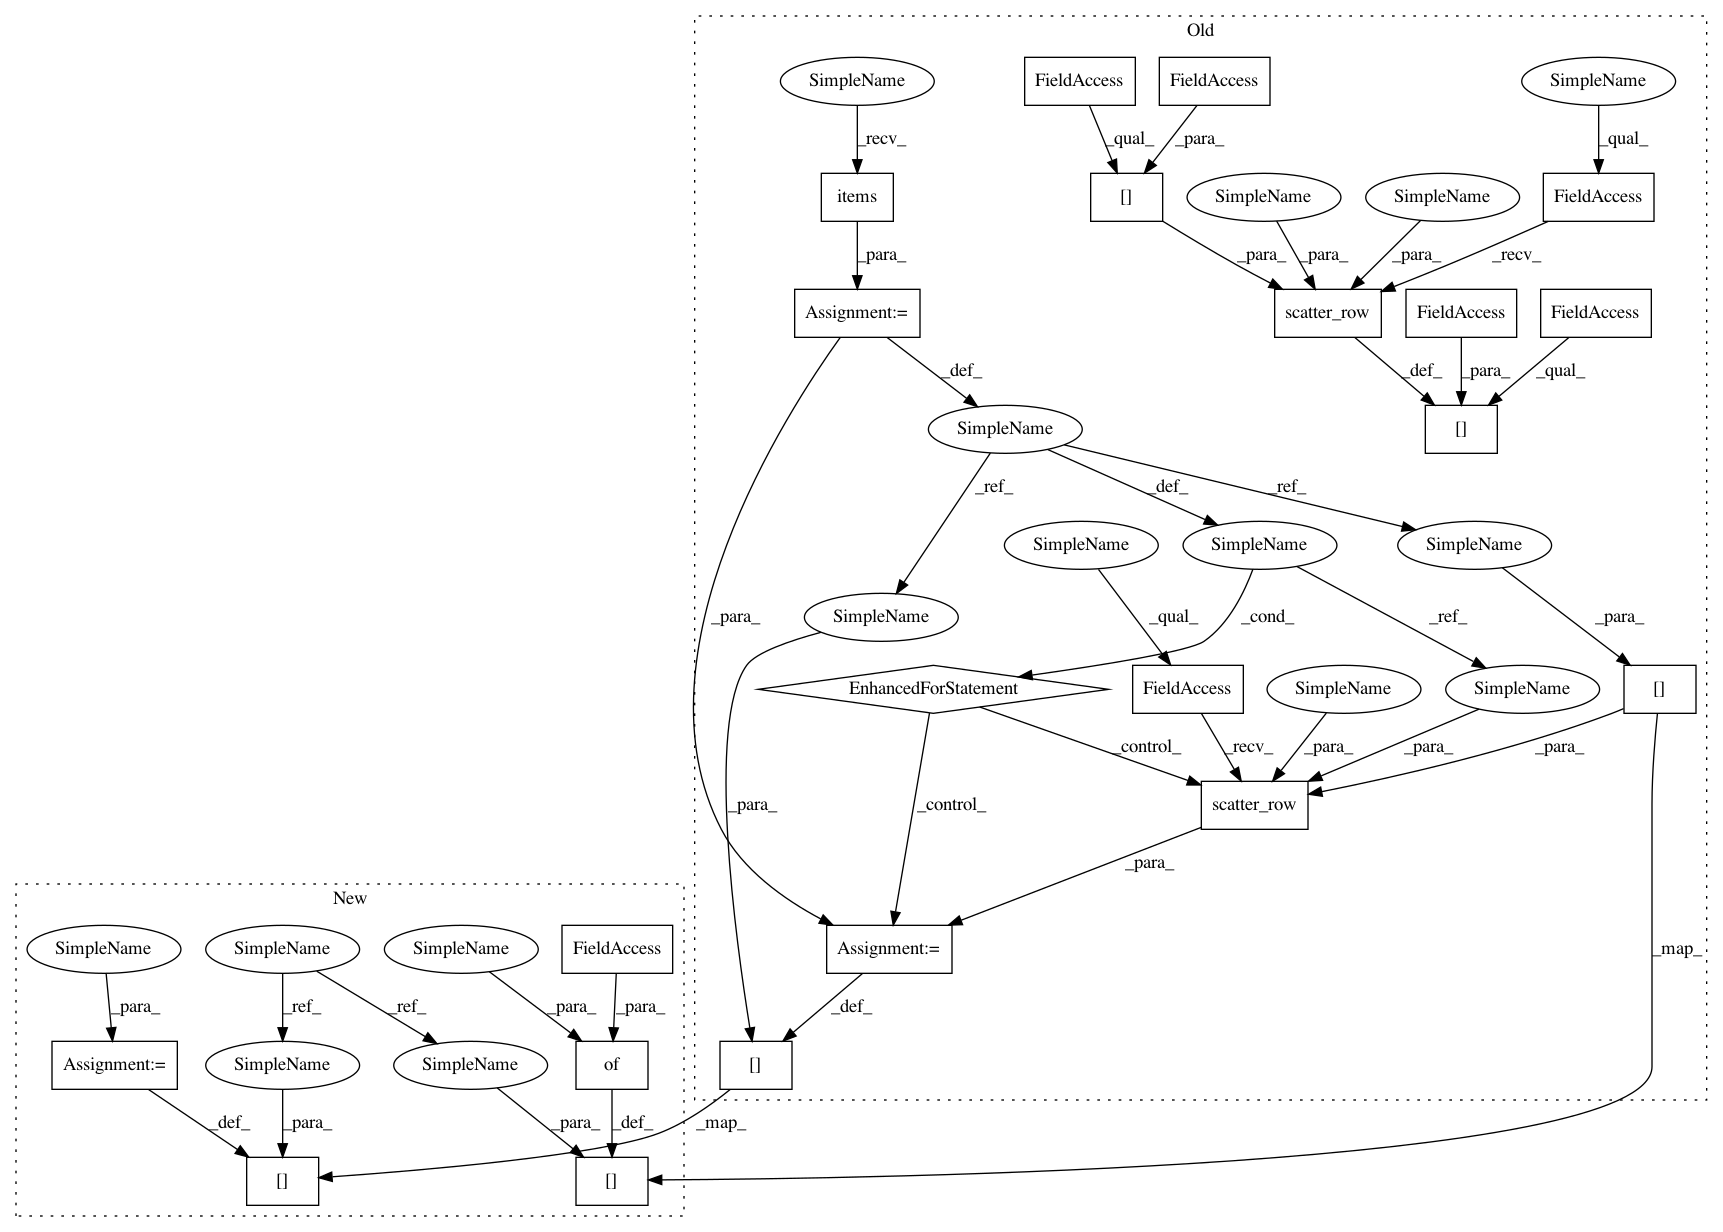 Old
SimpleName
FieldAccess
FieldAccess
SimpleName
_recv_
_qual_
_para_
_qual_
items
[]
SimpleName
SimpleName
FieldAccess
_para_
_para_
_para_
_para_
_recv_
Assignment:=
scatter_row
FieldAccess
FieldAccess
_def_
_def_
_para_
_qual_
SimpleName
[]
_ref_
_def_
_ref_
SimpleName
SimpleName
SimpleName
_para_
SimpleName
_qual_
_cond_
_ref_
_para_
EnhancedForStatement
FieldAccess
SimpleName
SimpleName
[]
_control_
_recv_
_para_
_para_
_para_
_para_
_control_
scatter_row
_para_
New
SimpleName
SimpleName
SimpleName
FieldAccess
Assignment:=
_map_
_para_
_ref_
_ref_
_para_
_para_
_def_
Assignment:=
SimpleName
SimpleName
of
[]
_def_
_para_
_para_
_def_
_map_
[]
[]